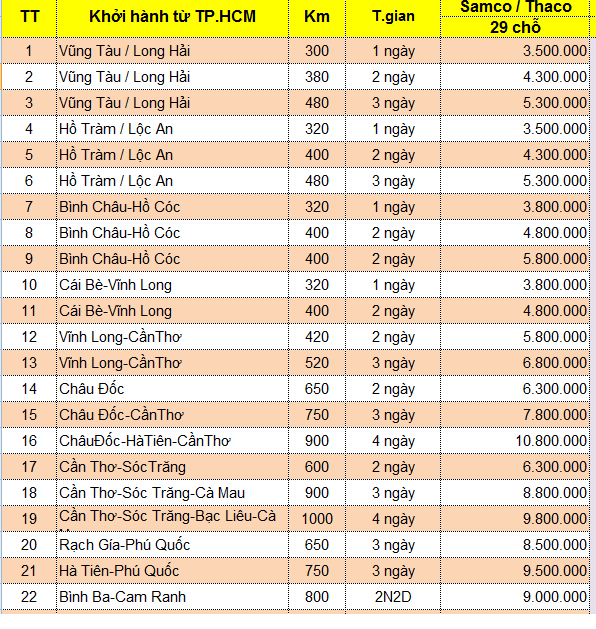 TT Khởi hành từ TP.HCM Km T.gian Samco / Thaco
29 chỗ
1 Vũng Tàu / Long Hải 300 1 ngày 3.500.000
2 Vũng Tàu / Long Hải 380 2 ngày 4.300.000
3 Vũng Tàu / Long Hải 480 3 ngày 5.300.000
4 Hồ Tràm / Lộc An 320 1 ngày 3.500.000
5 Hồ Tràm / Lộc An 400 2 ngày 4.300.000
6 Hồ Tràm / Lộc An 480 3 ngày 5.300.000
7 Bình Châu-Hồ Cóc 320 1 ngày 3.800.000
8 Bình Châu-Hồ Cóc 400 2 ngày 4.800.000
9 Bình Châu-Hồ Cóc 400 2 ngày 5.800.000
10 Cái Bè-Vĩnh Long 320 1 ngày 3.800.000
11 Cái Bè-Vĩnh Long 400 2 ngày 4.800.000
12 Vĩnh Long-CầnThơ 420 2 ngày 5.800.000
13 Vĩnh Long-CầnThơ 520 3 ngày 6.800.000
14 Châu Đốc 650 2 ngày 6.300.000
15 Châu Đốc-CầnThơ 750 3 ngày 7.800.000
16 ChâuĐốc-HàTiên-CầnThơ 900 4 ngày 10.800.000
17 Cần Thơ-SócTrăng 600 2 ngày 6.300.000
18 Cần Thơ-Sóc Trăng-Cà Mau 900 3 ngày 8.800.000
19 Cần Thơ-Sóc Trăng-Bạc Liêu-Cà 1000 4 ngày 9.800.000
20 Rạch Gía-Phú Quốc 650 3 ngày 8.500.000
21 Hà Tiên-Phú Quốc 750 3 ngày 9.500.000
22 Bình Ba-Cam Ranh 800 2N2D 9.000.000